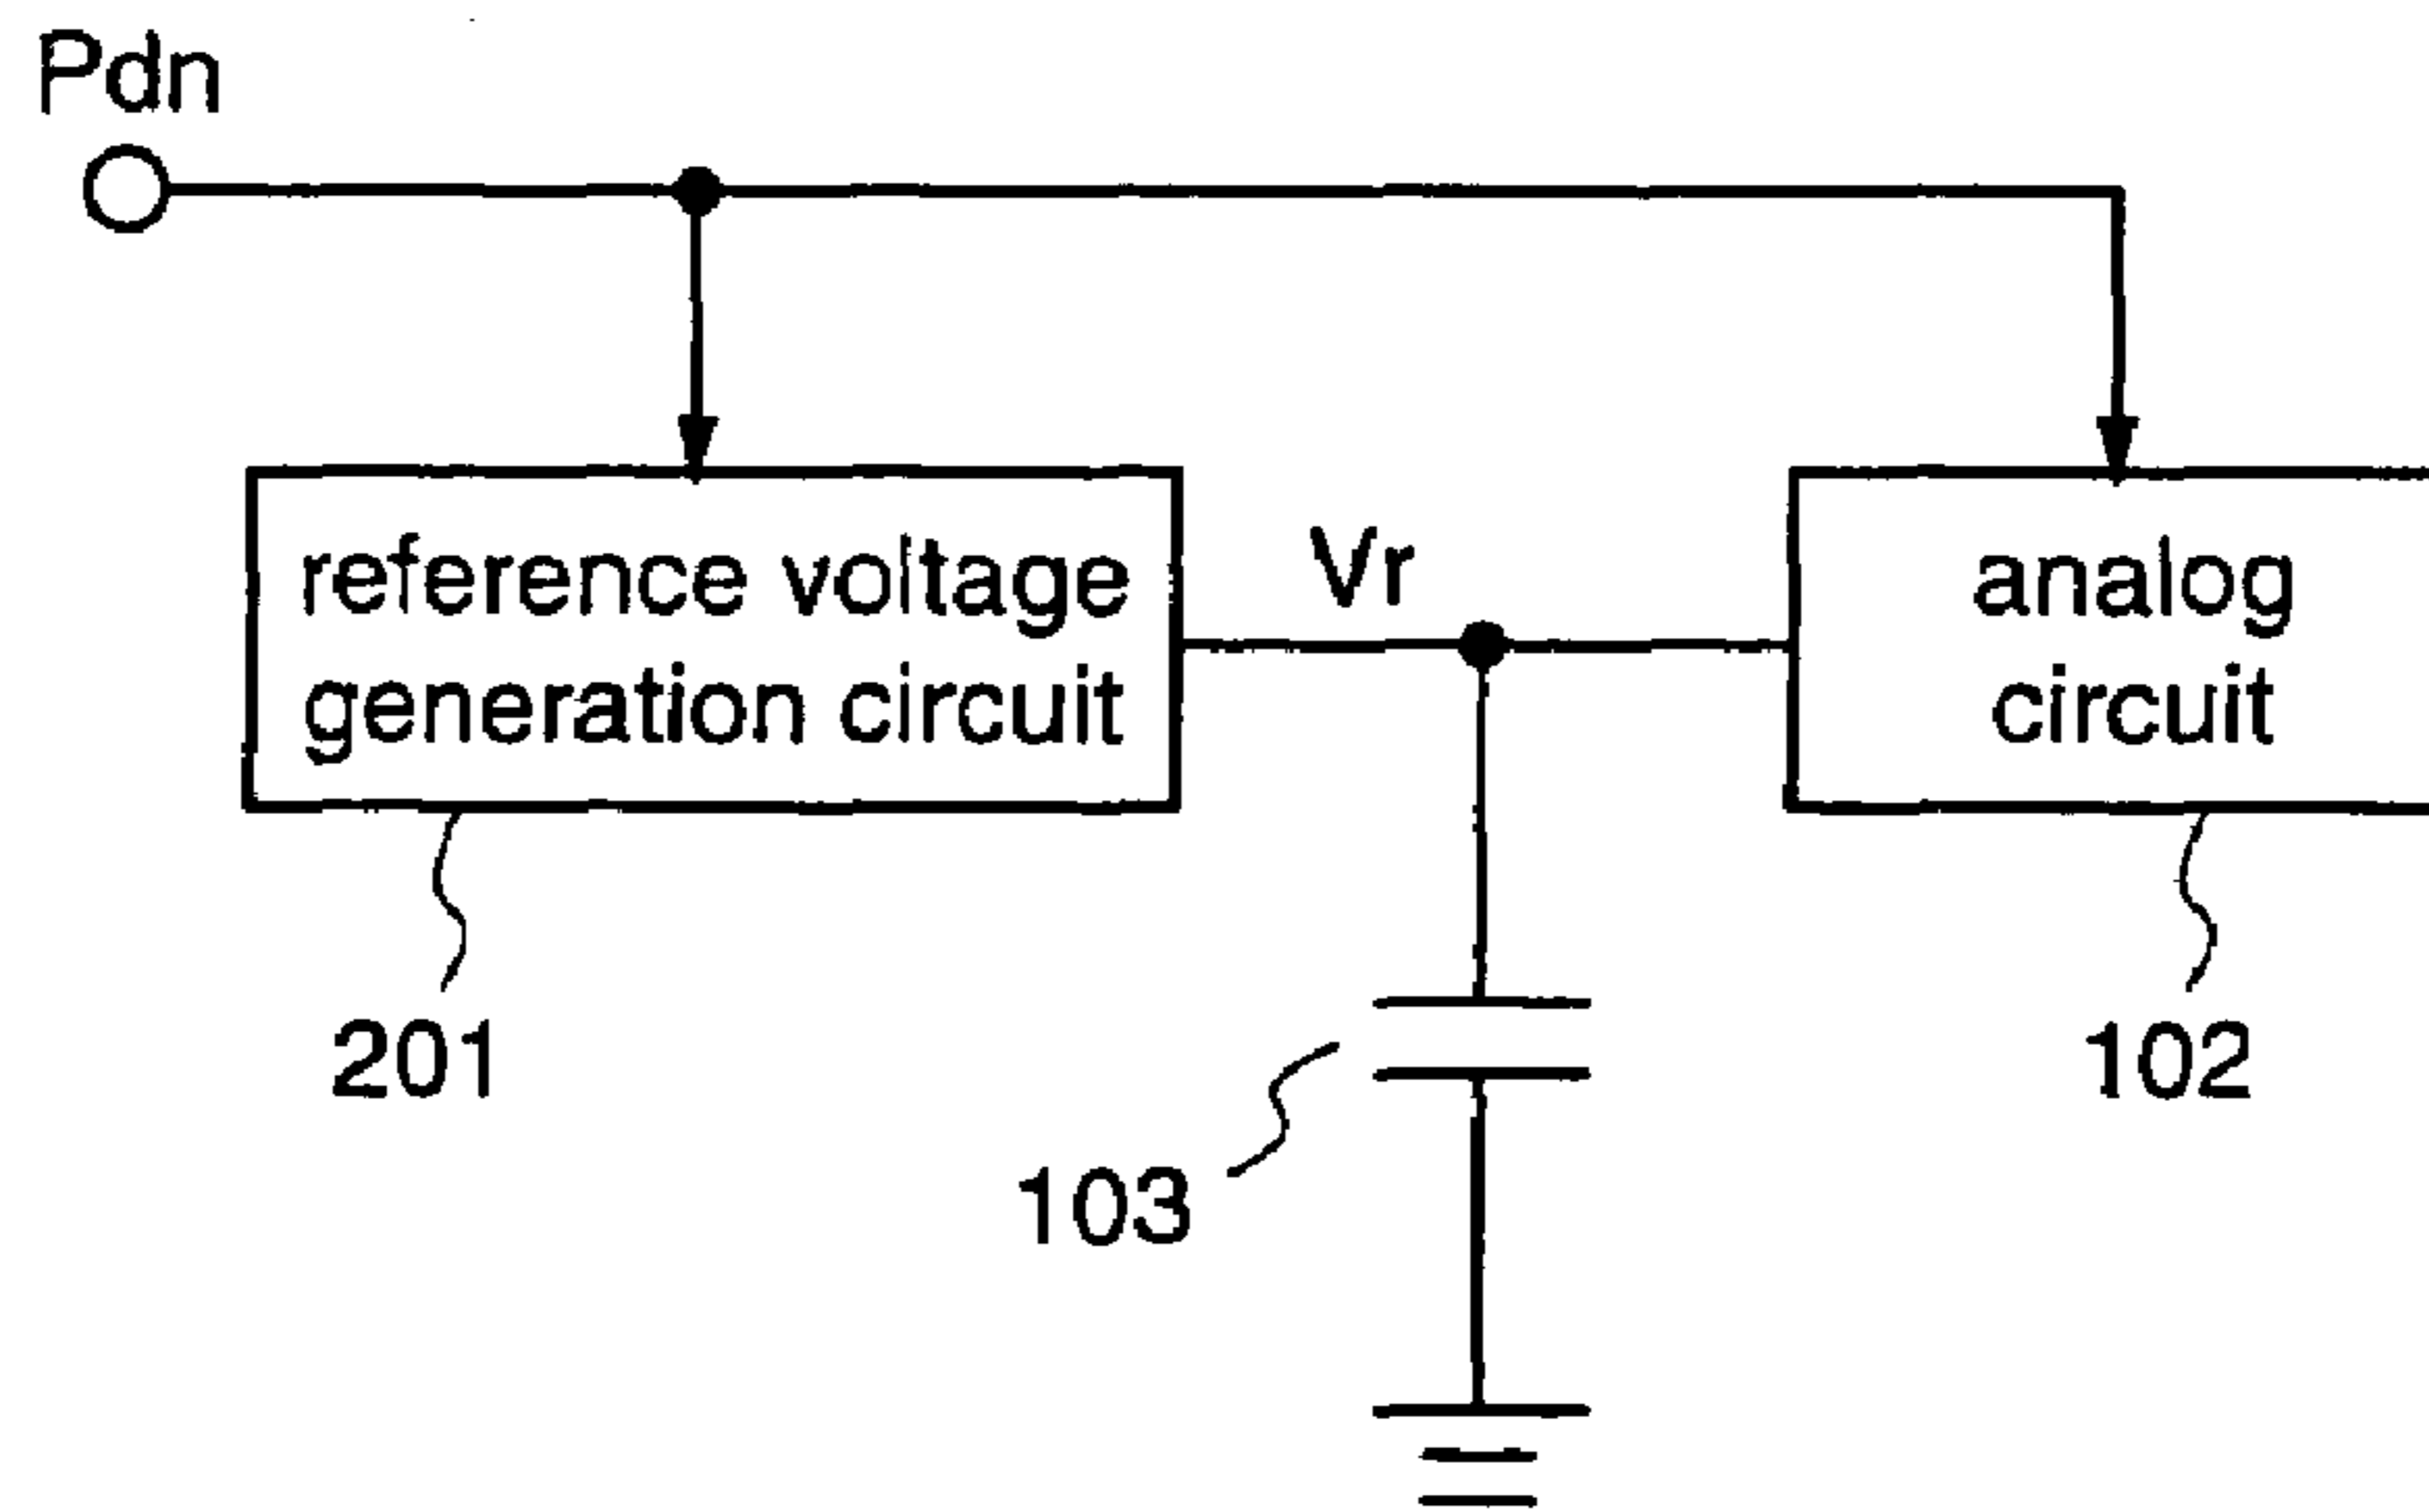 Pdn
reference voltage
generation circuit
Vr
analog
circuit
201
102
103